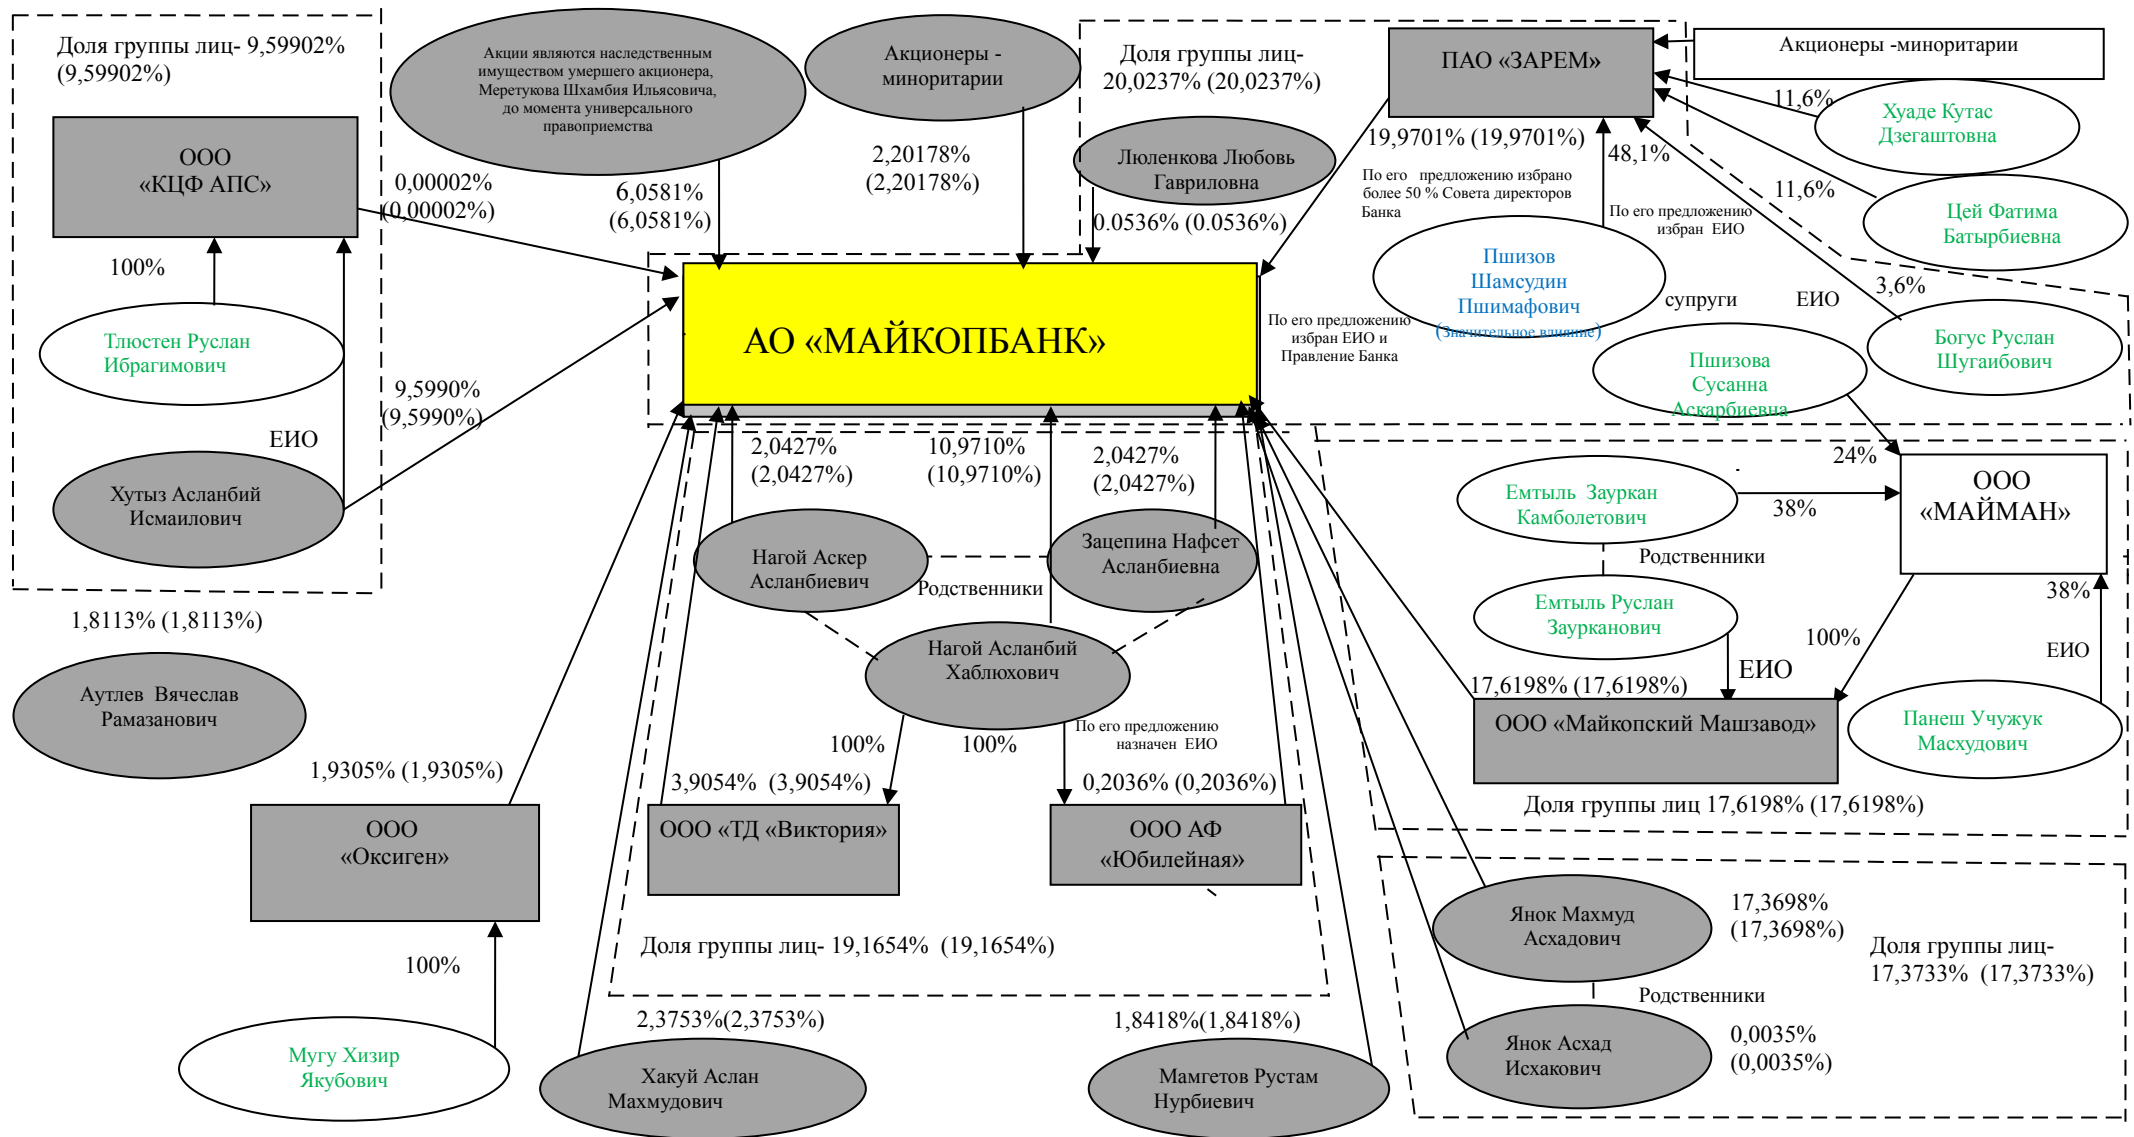 Доля группы лиц- 9,59902%
(9,59902%)
ООО
«КЦФ АПС»
100%
Тлюстен Руслан
Ибрагимович
ЕИО
Хутыз Асланбий
Исмаилович
0,00002%
(0,00002%)
9,5990%
(9,5990%)
Акции являются наследственным
имуществом умершего акционера,
Меретукова Шхамбия Ильясовича,
до момента универсального
правоприемства
6,0581%
(6,0581%)
Акционеры -
миноритарии
2,20178%
(2,20178%)
Доля группы лиц-
20,0237% (20,0237%)
Люленкова Любовь
Гавриловна
0.0536% (0.0536%)
ПАО «ЗАРЕМ»
19,9701% (19,9701%)
Акционеры -миноритарии
11,6%
Хуаде Кутас
Дзегаштовна
11,6%
Цей Фатима
Батырбиевна
48,1%
По его предложению избрано
более 50 % Совета директоров
Банка
По его предложению
избран ЕИО
Пшизов
Шамсудин
Пшимафович
(Значительное влияние)
супруги
ЕИО
3,6%
Богус Руслан
Шугаибович
Пшизова
Сусанна
Аскарбиевна
По его предложению
избран ЕИО и
Правление Банка
АО «МАЙКОПБАНК»
2,0427%
(2,0427%)
10,9710%
(10,9710%)
2,0427%
(2,0427%)
Нагой Аскер
Асланбиевич
Зацепина Нафсет
Асланбиевна
Родственники
Нагой Асланбий
Хаблюхович
По его предложению
назначен ЕИО
100%
100%
3,9054% (3,9054%)
0,2036% (0,2036%)
ООО «ТД «Виктория»
ООО АФ
«Юбилейная»
Доля группы лиц- 19,1654% (19,1654%)
24%
ООО
«МАЙМАН»
Емтыль Зауркан
Камболетович
38%
Родственники
Емтыль Руслан
Заурканович
38%
100%
ЕИО
ЕИО
17,6198% (17,6198%)
ООО «Майкопский Машзавод»
Панеш Учужук
Масхудович
Доля группы лиц 17,6198% (17,6198%)
1,8113% (1,8113%)
Аутлев Вячеслав
Рамазанович
1,9305% (1,9305%)
ООО
«Оксиген»
100%
Мугу Хизир
Якубович
2,3753%(2,3753%)
Хакуй Аслан
Махмудович
1,8418%(1,8418%)
Мамгетов Рустам
Нурбиевич
Янок Махмуд
Асхадович
17,3698%
(17,3698%)
Доля группы лиц-
17,3733% (17,3733%)
Родственники
Янок Асхад
Исхакович
0,0035%
(0,0035%)